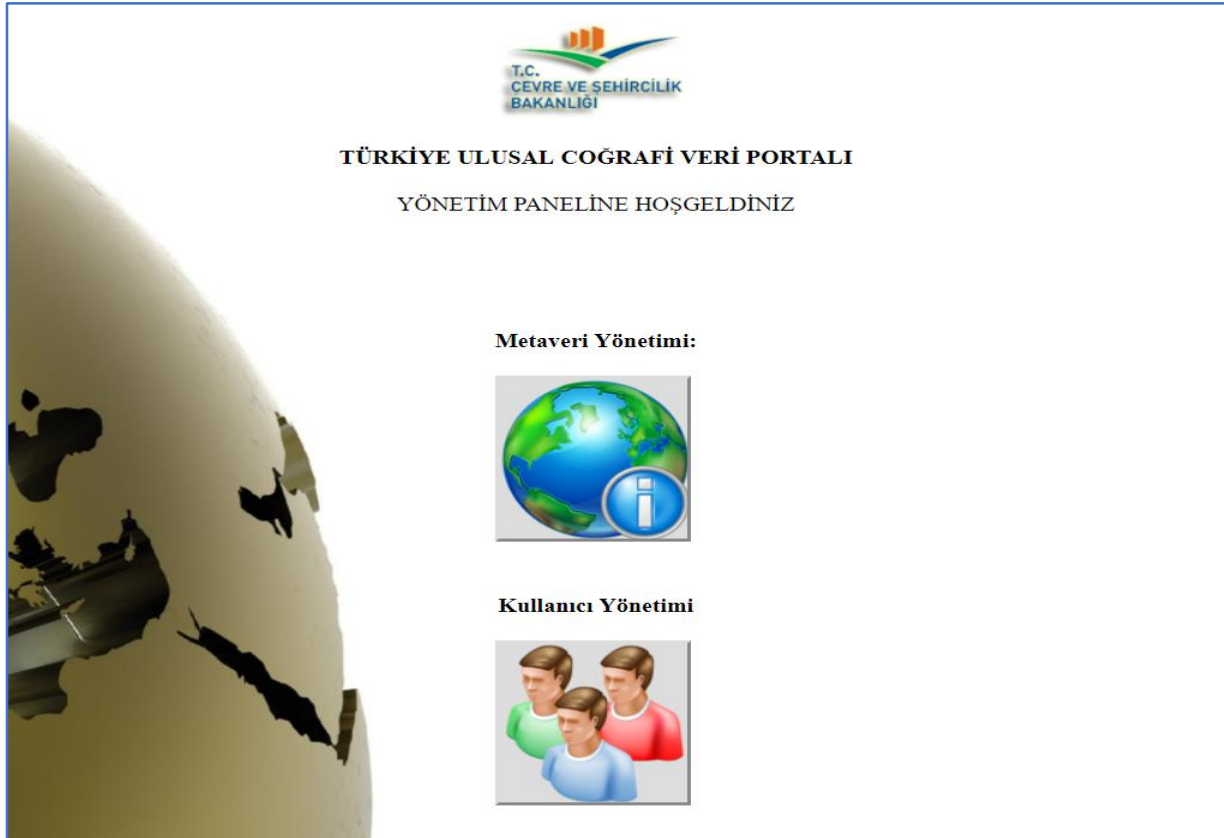 T.C.
ÇEVRE VE ŞEHİRCİLİK
BAKANLIĞI
TÜRKİYE ULUSAL COĞRAFİ VERİ PORTALI
YÖNETİM PANELİNE HOŞGELDİNİZ
Metaveri Yönetimi:
i
Kullanıcı Yönetimi